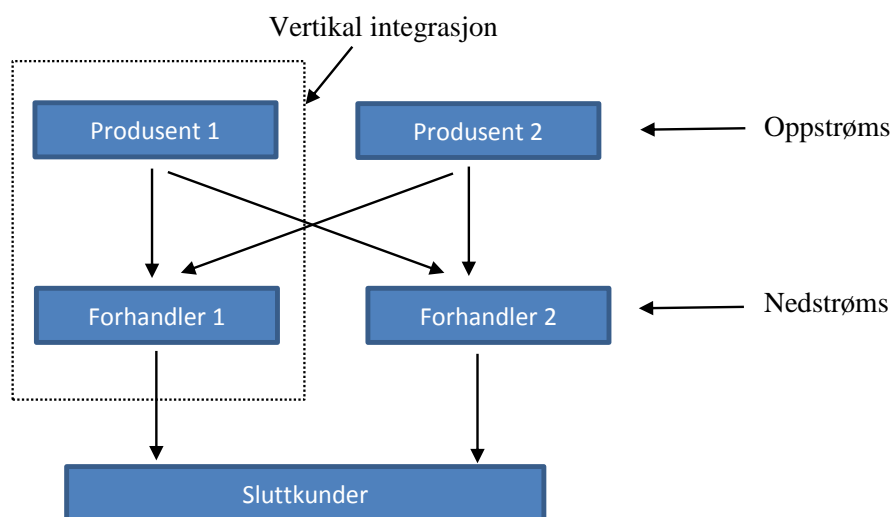 Vertikal integrasjon
Produsent 1
Produsent 2
Oppstrøms
Forhandler 1
Forhandler 2
Nedstrøms
Sluttkunder